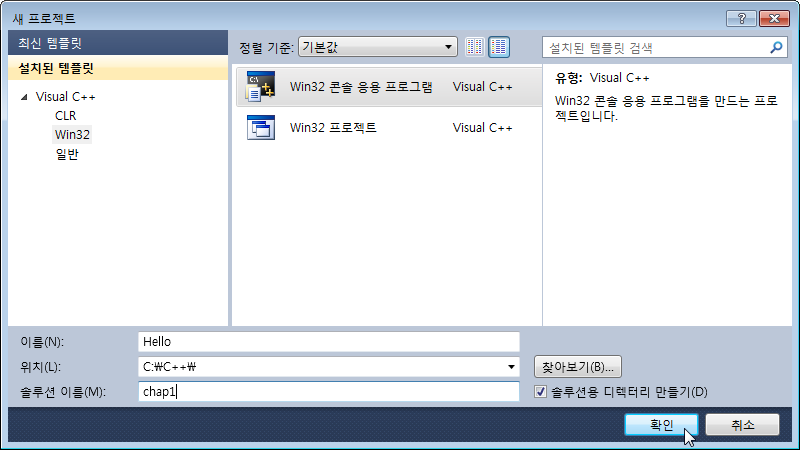 새 프로젝트
최신 템플릿
설치된 템플릿
Visual C++
CLR
Win32
일반
정렬 기준: 기본값
Win32 콘솔 응용 프로그램 Visual C++
Win32 프로젝트 Visual C++
설치된 템플릿 검색
유형: Visual C++
Win32 콘솔 응용 프로그램을 만드는 프로
젝트입니다.
이름(N): Hello
위치(L): C:₩C++₩ 찾아보기(B)...
솔루션 이름(M): chap1 솔루션용 디렉터리 만들기(D)
확인 취소